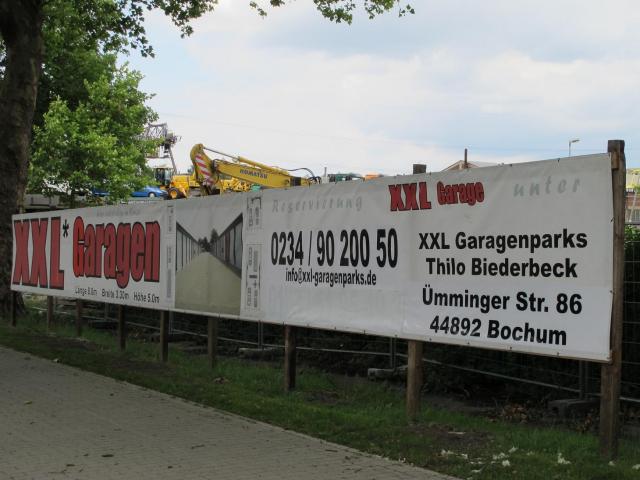 XXL* Garagen
Länge 8.0m Breite 3.30m Höhe 5.0m
Reservierung unter
0234 / 90 200 50
info@xxl-garagenparks.de
XXL Garage
XXL Garagenparks
Thilo Biederbeck
Ümminger Str. 86
44892 Bochum
KOMATSU